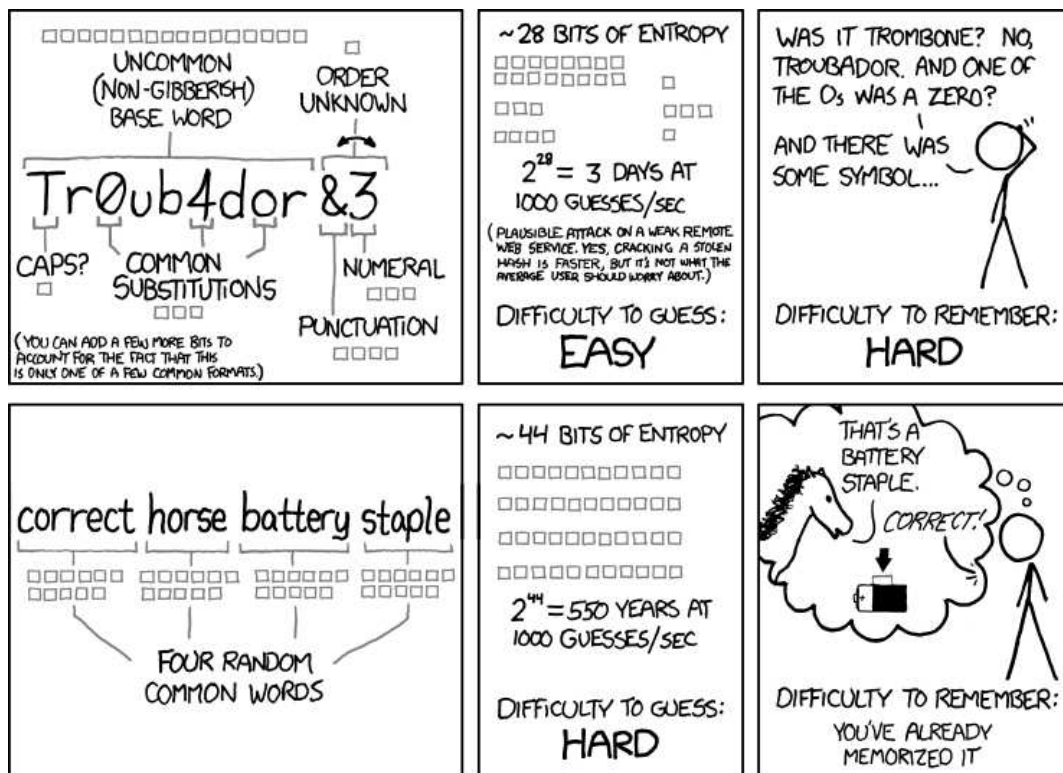 UNCOMMON
(NON-GIBBERISH)
BASE WORD
ORDER
UNKNOWN
Tr0ub4dor &3
CAPS?
COMMON
SUBSTITUTIONS
NUMERAL
PUNCTUATION
(YOU CAN ADD A FEW MORE BITS TO
ACCOUNT FOR THE FACT THAT THIS
IS ONLY ONE OF A FEW COMMON FORMATS.)
~28 BITS OF ENTROPY
2^28 = 3 DAYS AT
1000 GUESSES/SEC
(PLAUSIBLE ATTACK ON A WEAK REMOTE
WEB SERVICE. YES, CRACKING A STOLEN
HASH IS FASTER, BUT IT'S NOT WHAT THE
AVERAGE USER SHOULD WORRY ABOUT.)
DIFFICULTY TO GUESS:
EASY
WAS IT TROMBONE? NO,
TROUBADOR. AND ONE OF
THE Os WAS A ZERO?
AND THERE WAS
SOME SYMBOL...
DIFFICULTY TO REMEMBER:
HARD
correct horse battery staple
FOUR RANDOM
COMMON WORDS
~44 BITS OF ENTROPY
2^44 = 550 YEARS AT
1000 GUESSES/SEC
DIFFICULTY TO GUESS:
HARD
THAT'S A
BATTERY
STAPLE.
CORRECT!
DIFFICULTY TO REMEMBER:
YOU'VE ALREADY
MEMORIZED IT